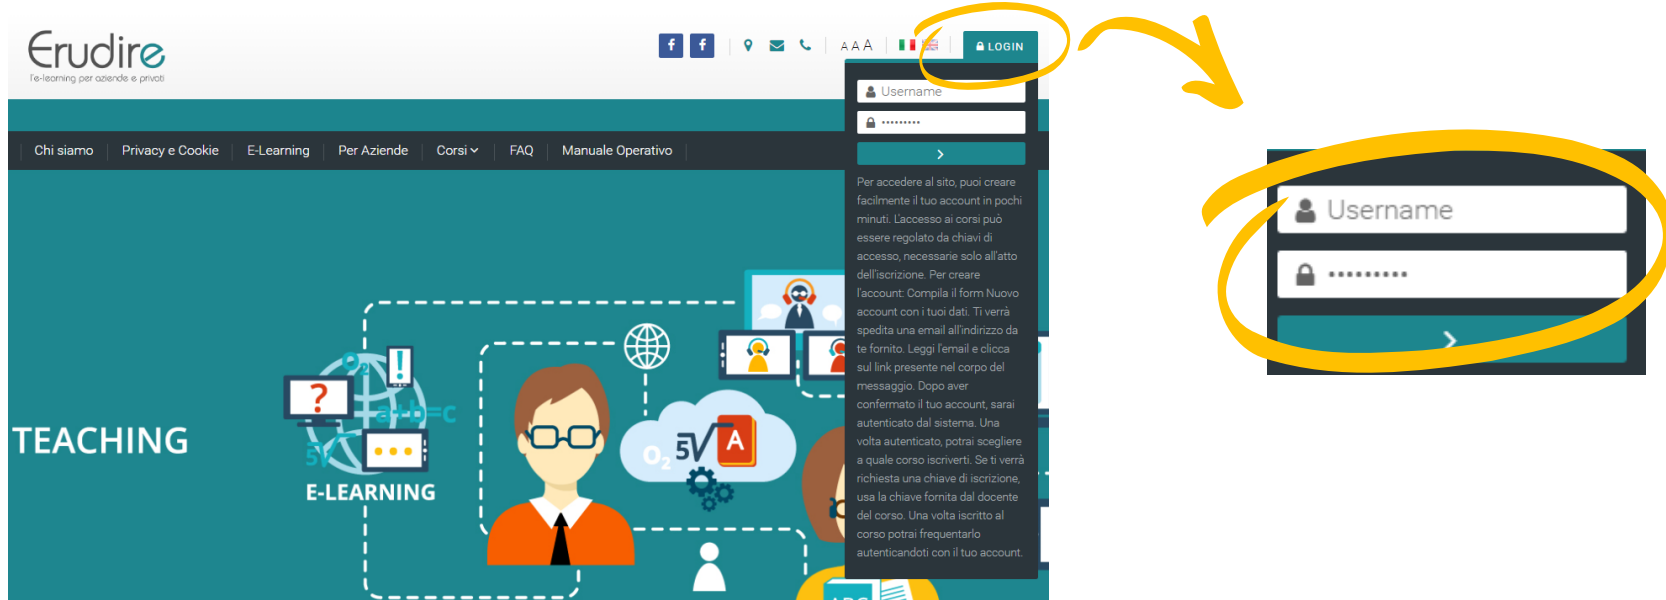 Erudire
l'e-learning per aziende e privati
A A A
LOGIN
Username
•••••••••
Chi siamo
Privacy e Cookie
E-Learning
Per Aziende
Corsi
FAQ
Manuale Operativo
Per accedere al sito, puoi creare
facilmente il tuo account in pochi
minuti. L'accesso ai corsi può
essere regolato da chiavi di
accesso, necessarie solo all'atto
dell'iscrizione. Per creare
l'account: Compila il form Nuovo
account con i tuoi dati. Ti verrà
spedita una email all'indirizzo da
te fornito. Leggi l'email e clicca
sul link presente nel corpo del
messaggio. Dopo aver
confermato il tuo account, sarai
autenticato dal sistema. Una
volta autenticato, potrai scegliere
a quale corso iscriverti. Se ti verrà
richiesta una chiave di iscrizione,
usa la chiave fornita dal docente
del corso. Una volta iscritto al
corso potrai frequentarlo
autenticandoti con il tuo account.
TEACHING
O2
?
!
a+b=c
5√
E-LEARNING
O2
5√
A
ABC
Username
•••••••••